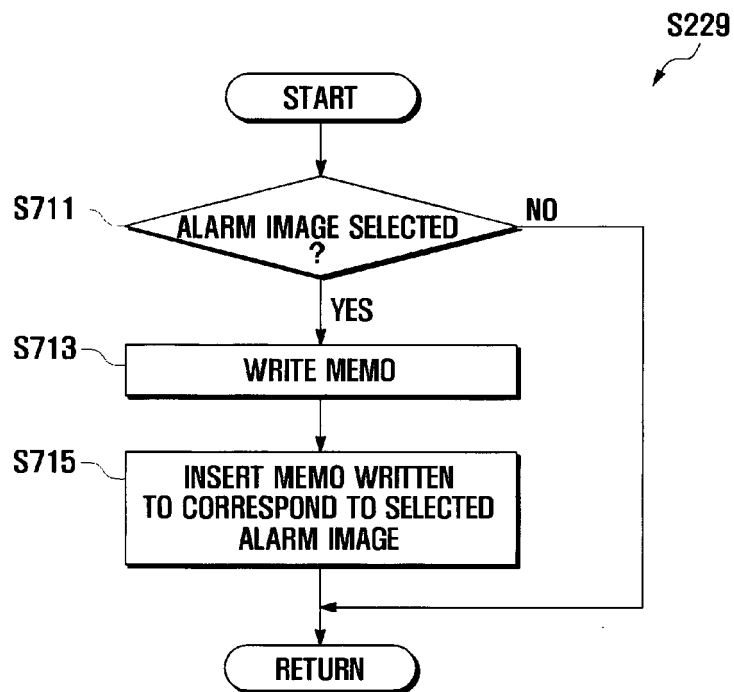 S229
START
S711
ALARM IMAGE SELECTED
?
NO
YES
S713
WRITE MEMO
S715
INSERT MEMO WRITTEN
TO CORRESPOND TO SELECTED
ALARM IMAGE
RETURN